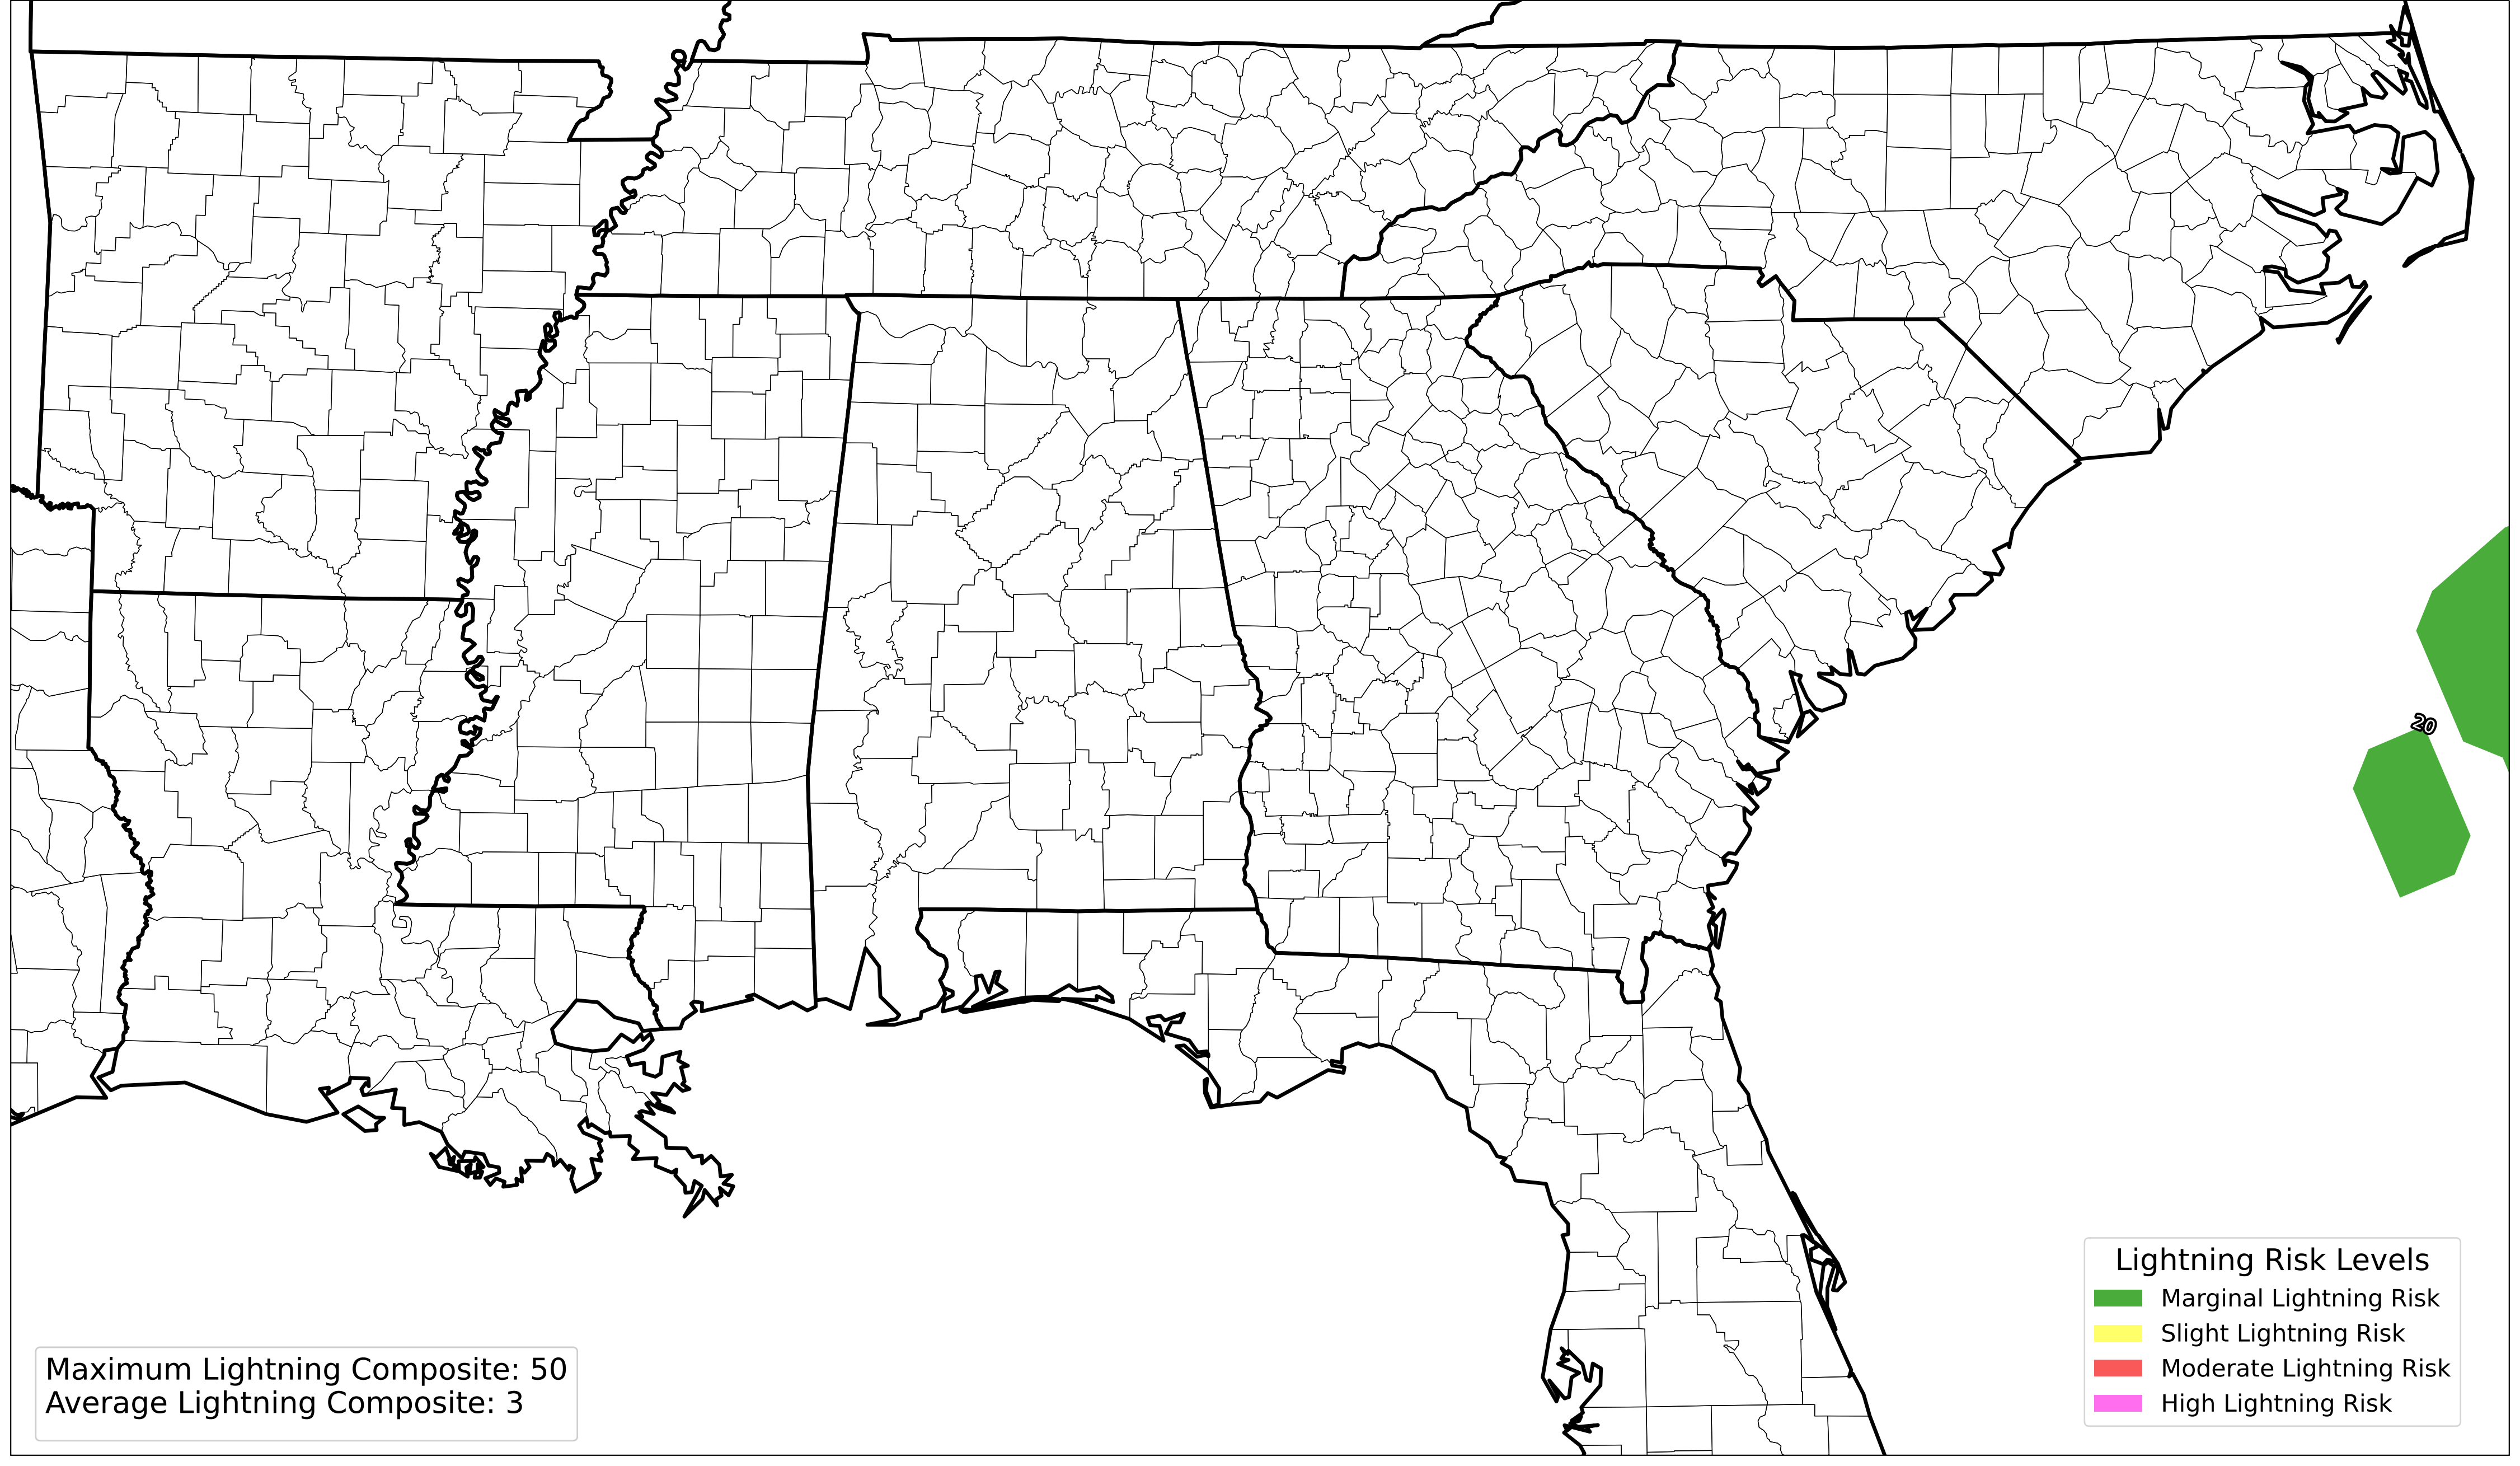 20
Lightning Risk Levels
Marginal Lightning Risk
Slight Lightning Risk
Moderate Lightning Risk
High Lightning Risk
Maximum Lightning Composite: 50
Average Lightning Composite: 3